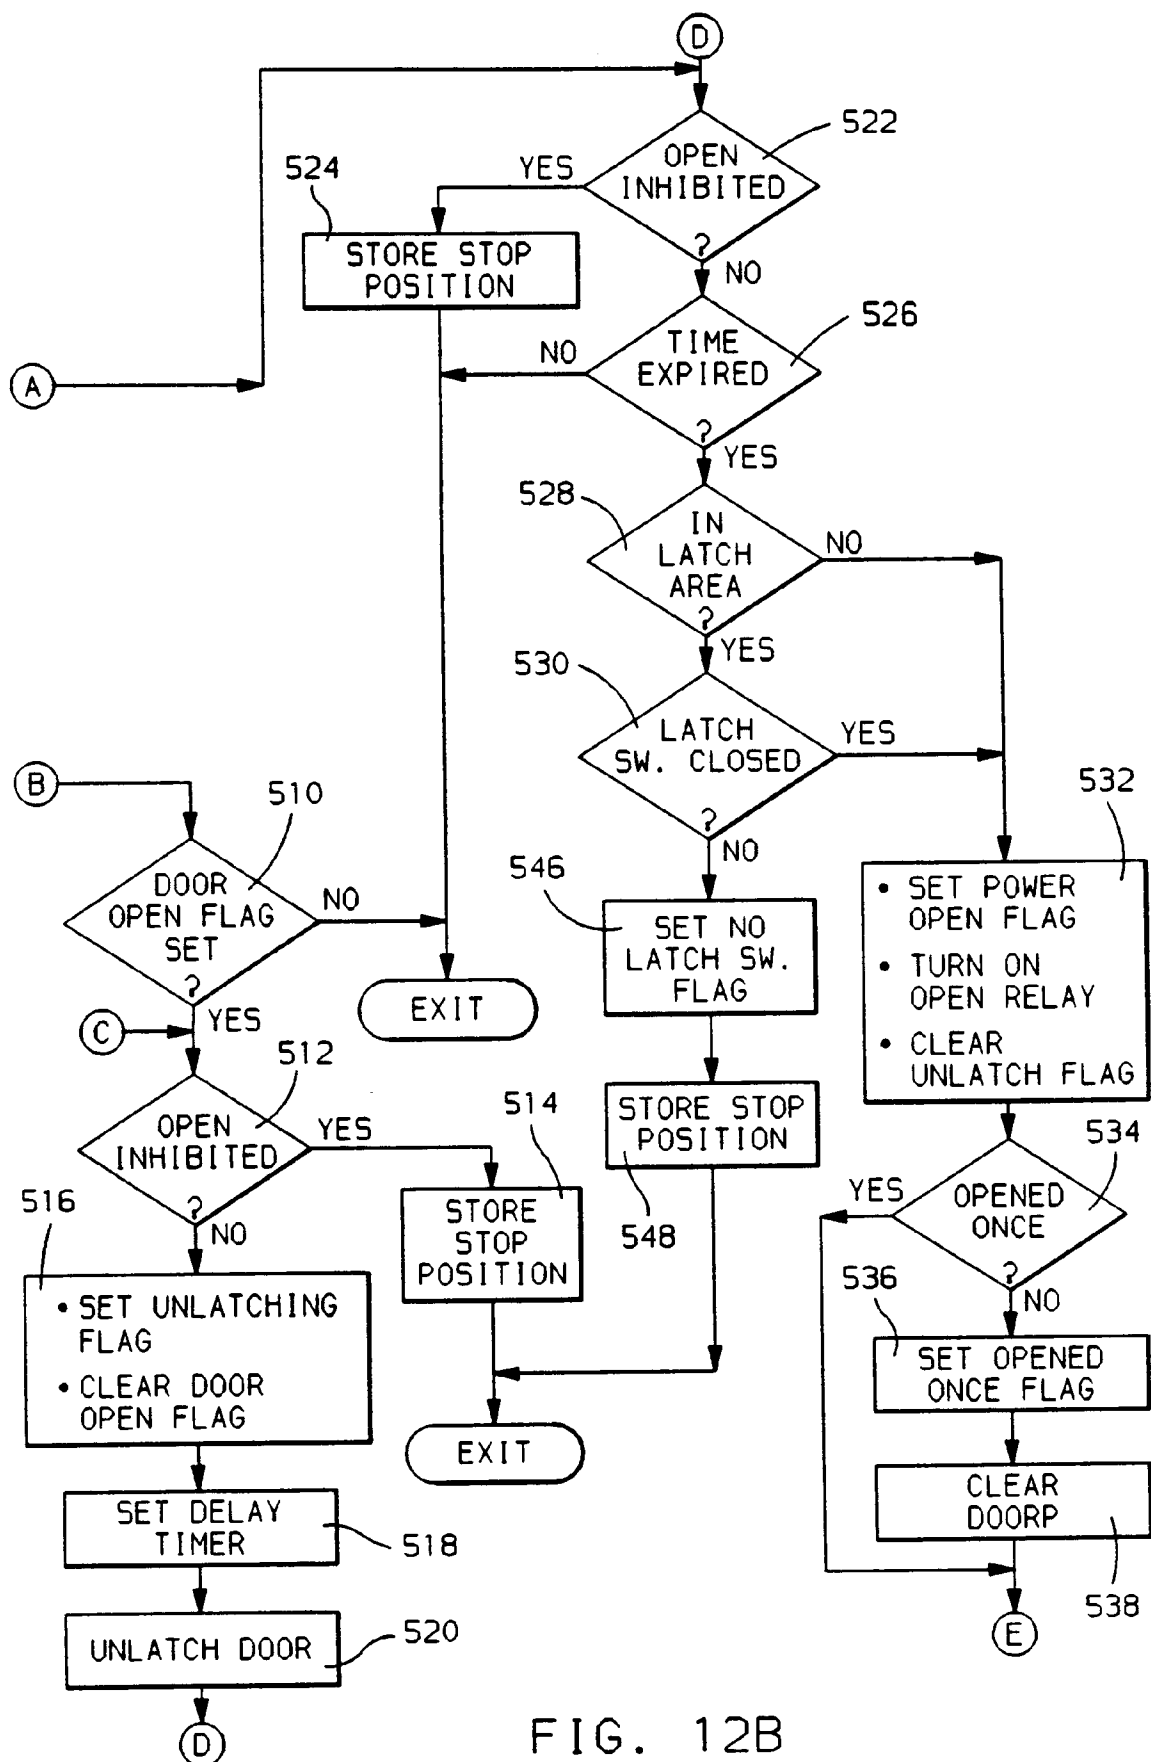 D
522
OPEN
INHIBITED
?
YES
NO
524
STORE STOP
POSITION
526
TIME
EXPIRED
?
NO
YES
A
528
IN
LATCH
AREA
?
NO
YES
530
LATCH
SW. CLOSED
?
YES
NO
B
510
DOOR
OPEN FLAG
SET
?
NO
YES
EXIT
C
512
OPEN
INHIBITED
?
YES
NO
514
STORE
STOP
POSITION
516
• SET UNLATCHING
FLAG
• CLEAR DOOR
OPEN FLAG
SET DELAY
TIMER
518
UNLATCH DOOR
520
D
546
SET NO
LATCH SW.
FLAG
STORE STOP
POSITION
548
EXIT
532
• SET POWER
OPEN FLAG
• TURN ON
OPEN RELAY
• CLEAR
UNLATCH FLAG
534
OPENED
ONCE
?
YES
NO
536
SET OPENED
ONCE FLAG
CLEAR
DOORP
538
E
FIG. 12B